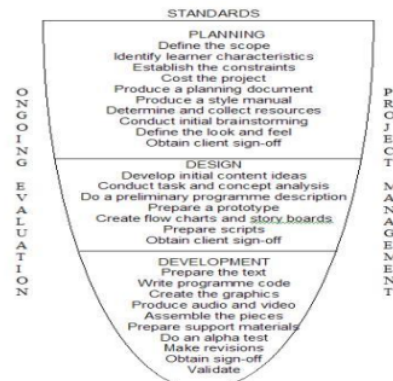 STANDARDS
PLANNING
Define the scope
Identify learner characteristics
Establish the constraints
Cost the project
Produce a planning document
Produce a style manual
Determine and collect resources
Conduct initial brainstorming
Define the look and feel
Obtain client sign-off
DESIGN
Develop initial content ideas
Conduct task and concept analysis
Do a preliminary programme description
Prepare a prototype
Create flow charts and story boards
Prepare scripts
Obtain client sign-off
DEVELOPMENT
Prepare the text
Write programme code
Create the graphics
Produce audio and video
Assemble the pieces
Prepare support materials
Do an alpha test
Make revisions
Obtain sign-off
Validate
ONGOING EVALUATION
PROJECT MANAGEMENT